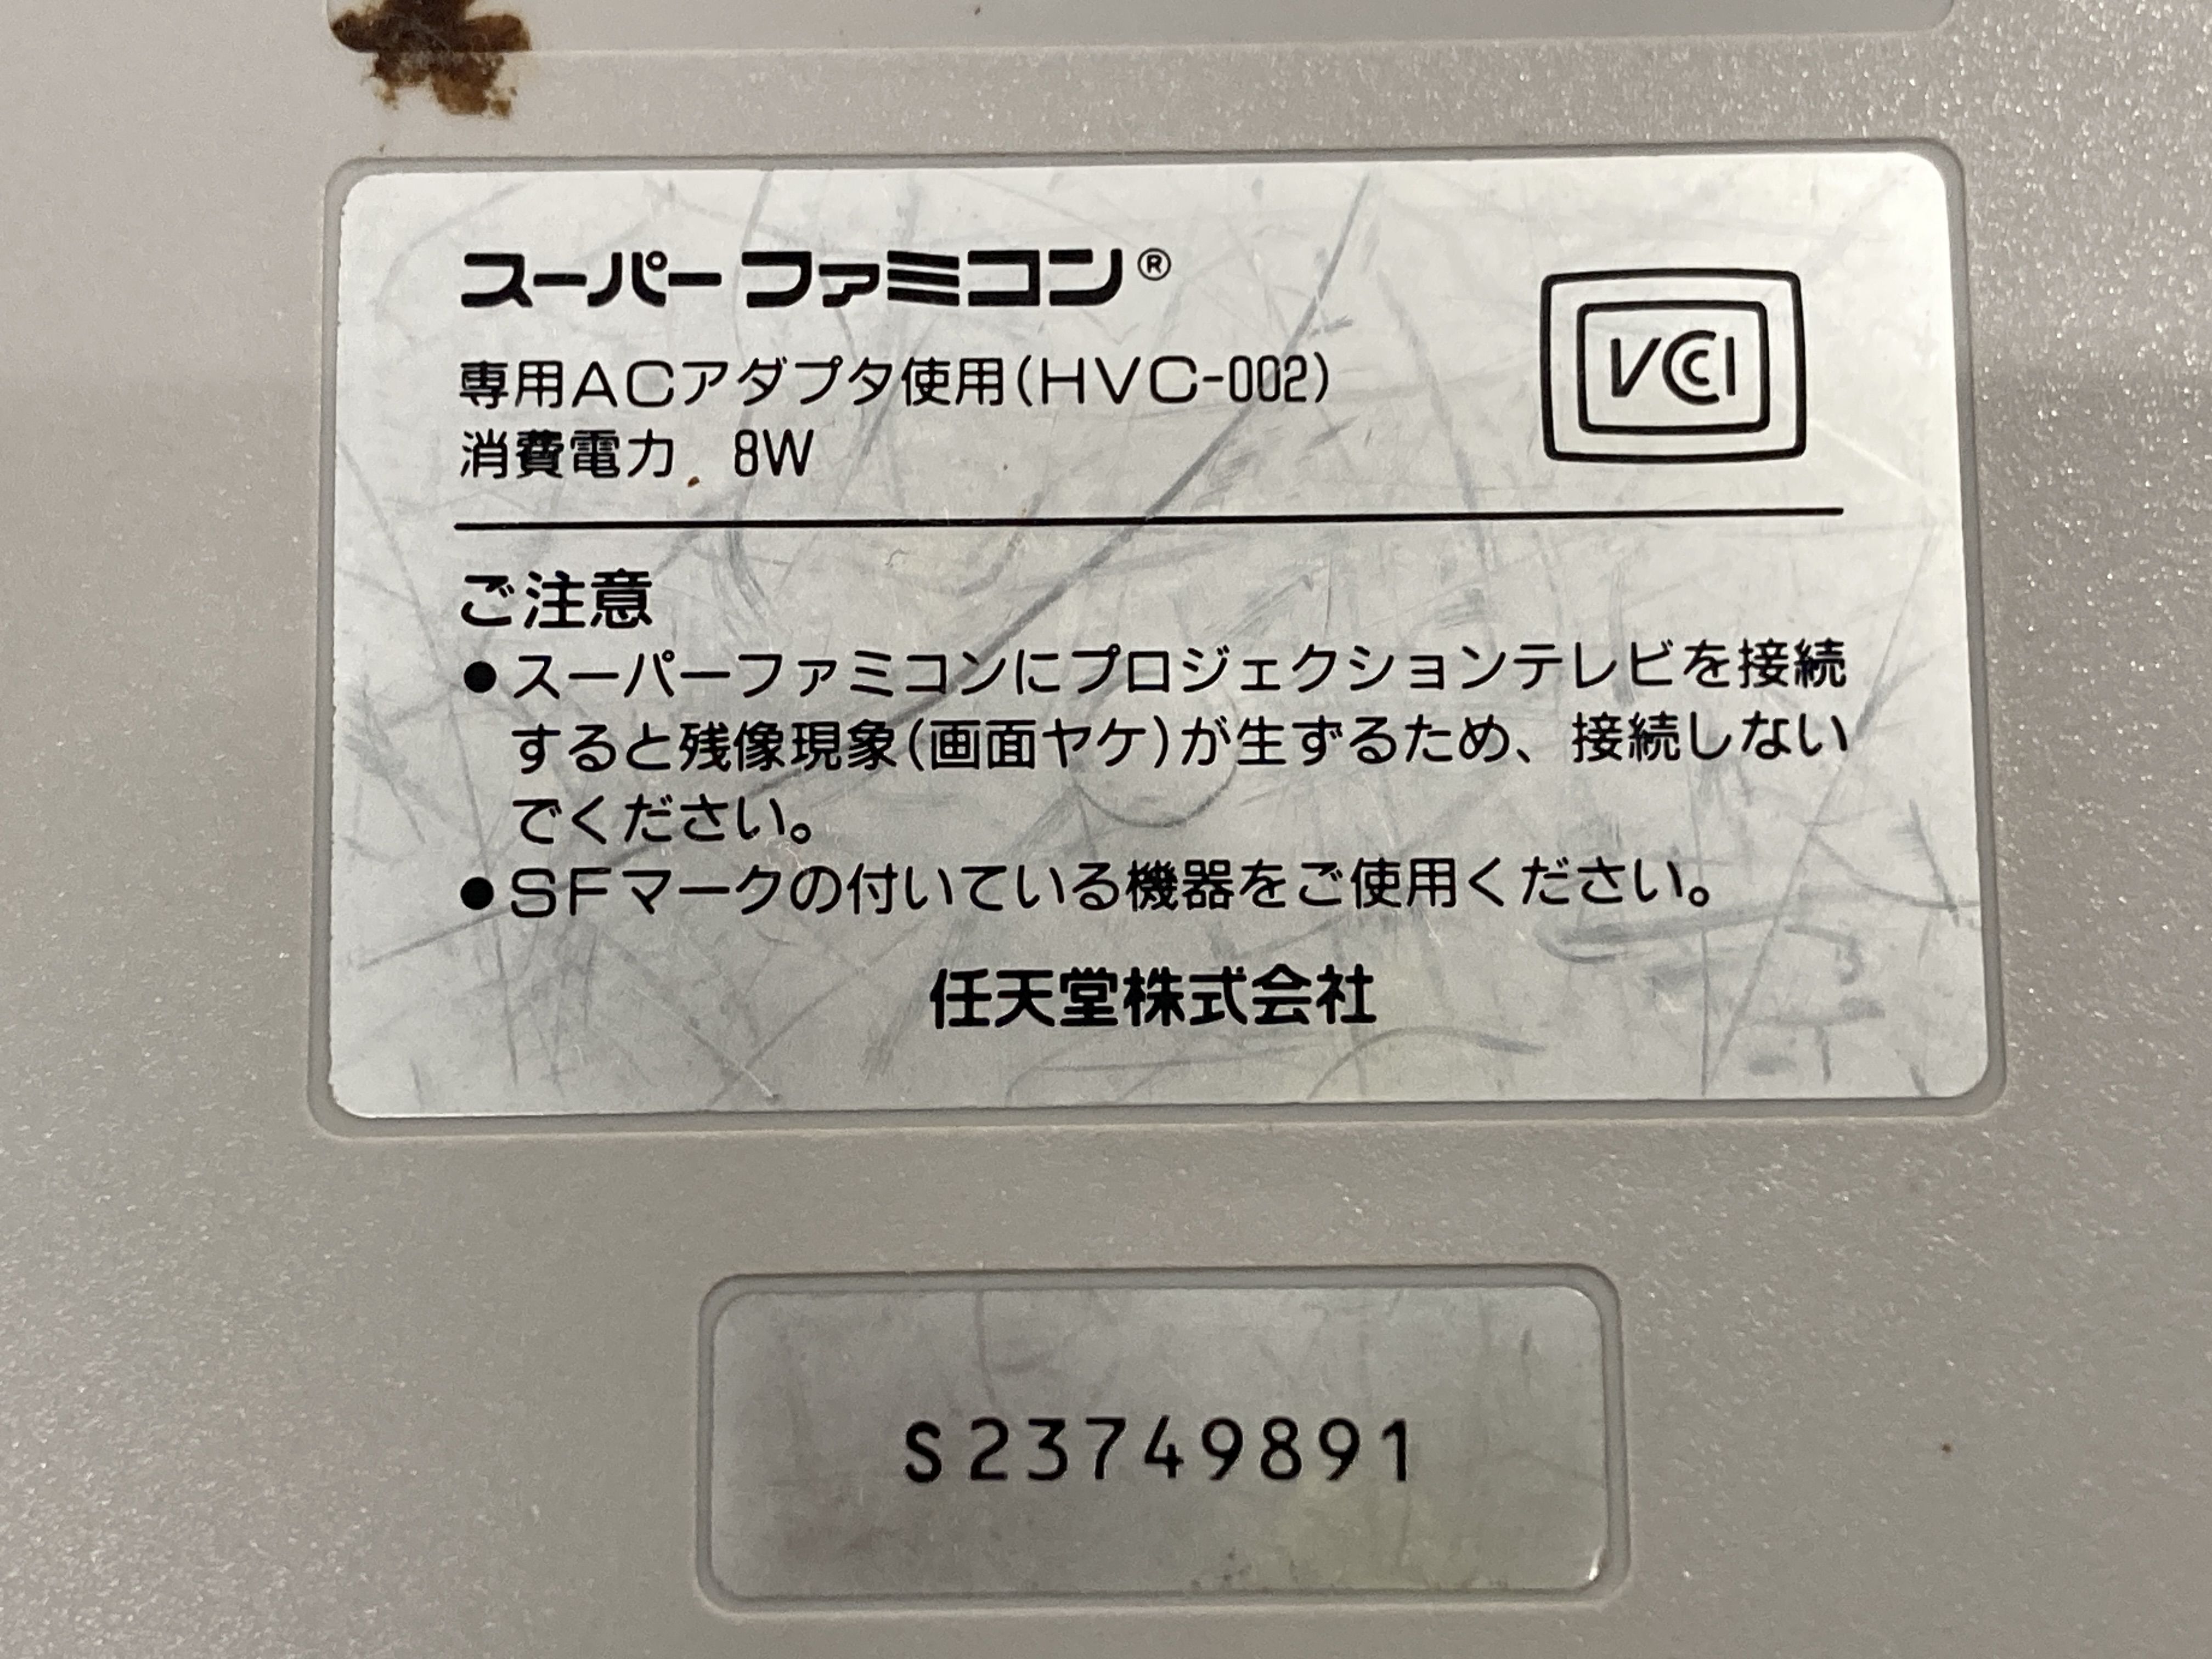 スーパーファミコン®
専用ACアダプタ使用(HVC-002)
消費電力 8W
VCCI
ご注意
●スーパーファミコンにプロジェクションテレビを接続
すると残像現象(画面ヤケ)が生ずるため、接続しない
でください。
●SFマークの付いている機器をご使用ください。
任天堂株式会社
S23749891